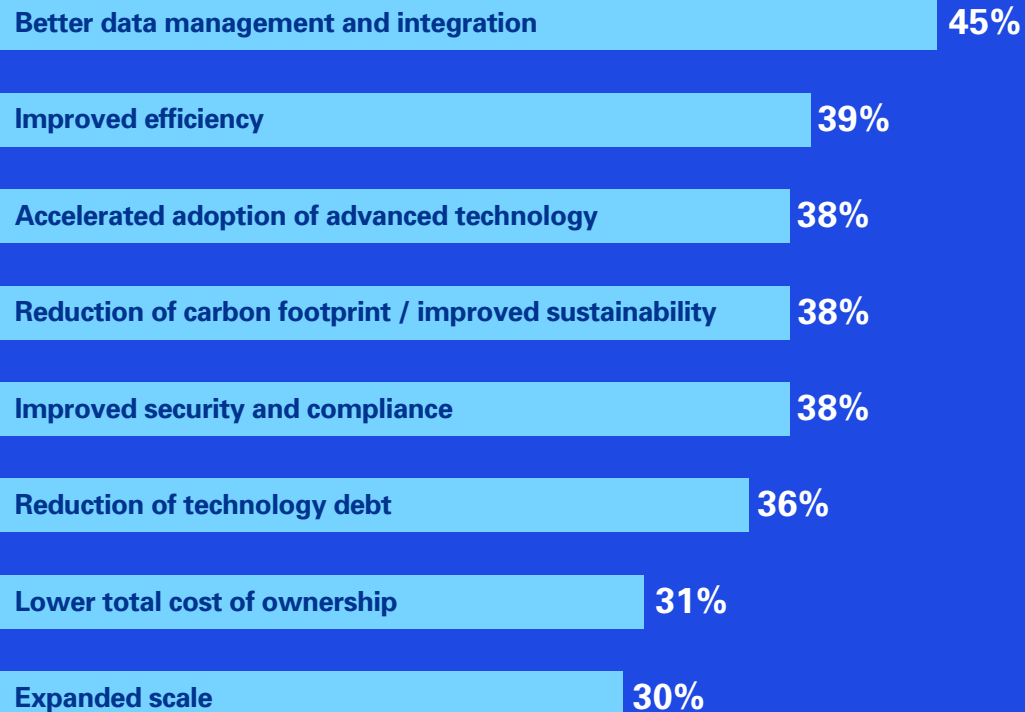 Better data management and integration 45%
Improved efficiency 39%
Accelerated adoption of advanced technology 38%
Reduction of carbon footprint / improved sustainability 38%
Improved security and compliance 38%
Reduction of technology debt 36%
Lower total cost of ownership 31%
Expanded scale 30%